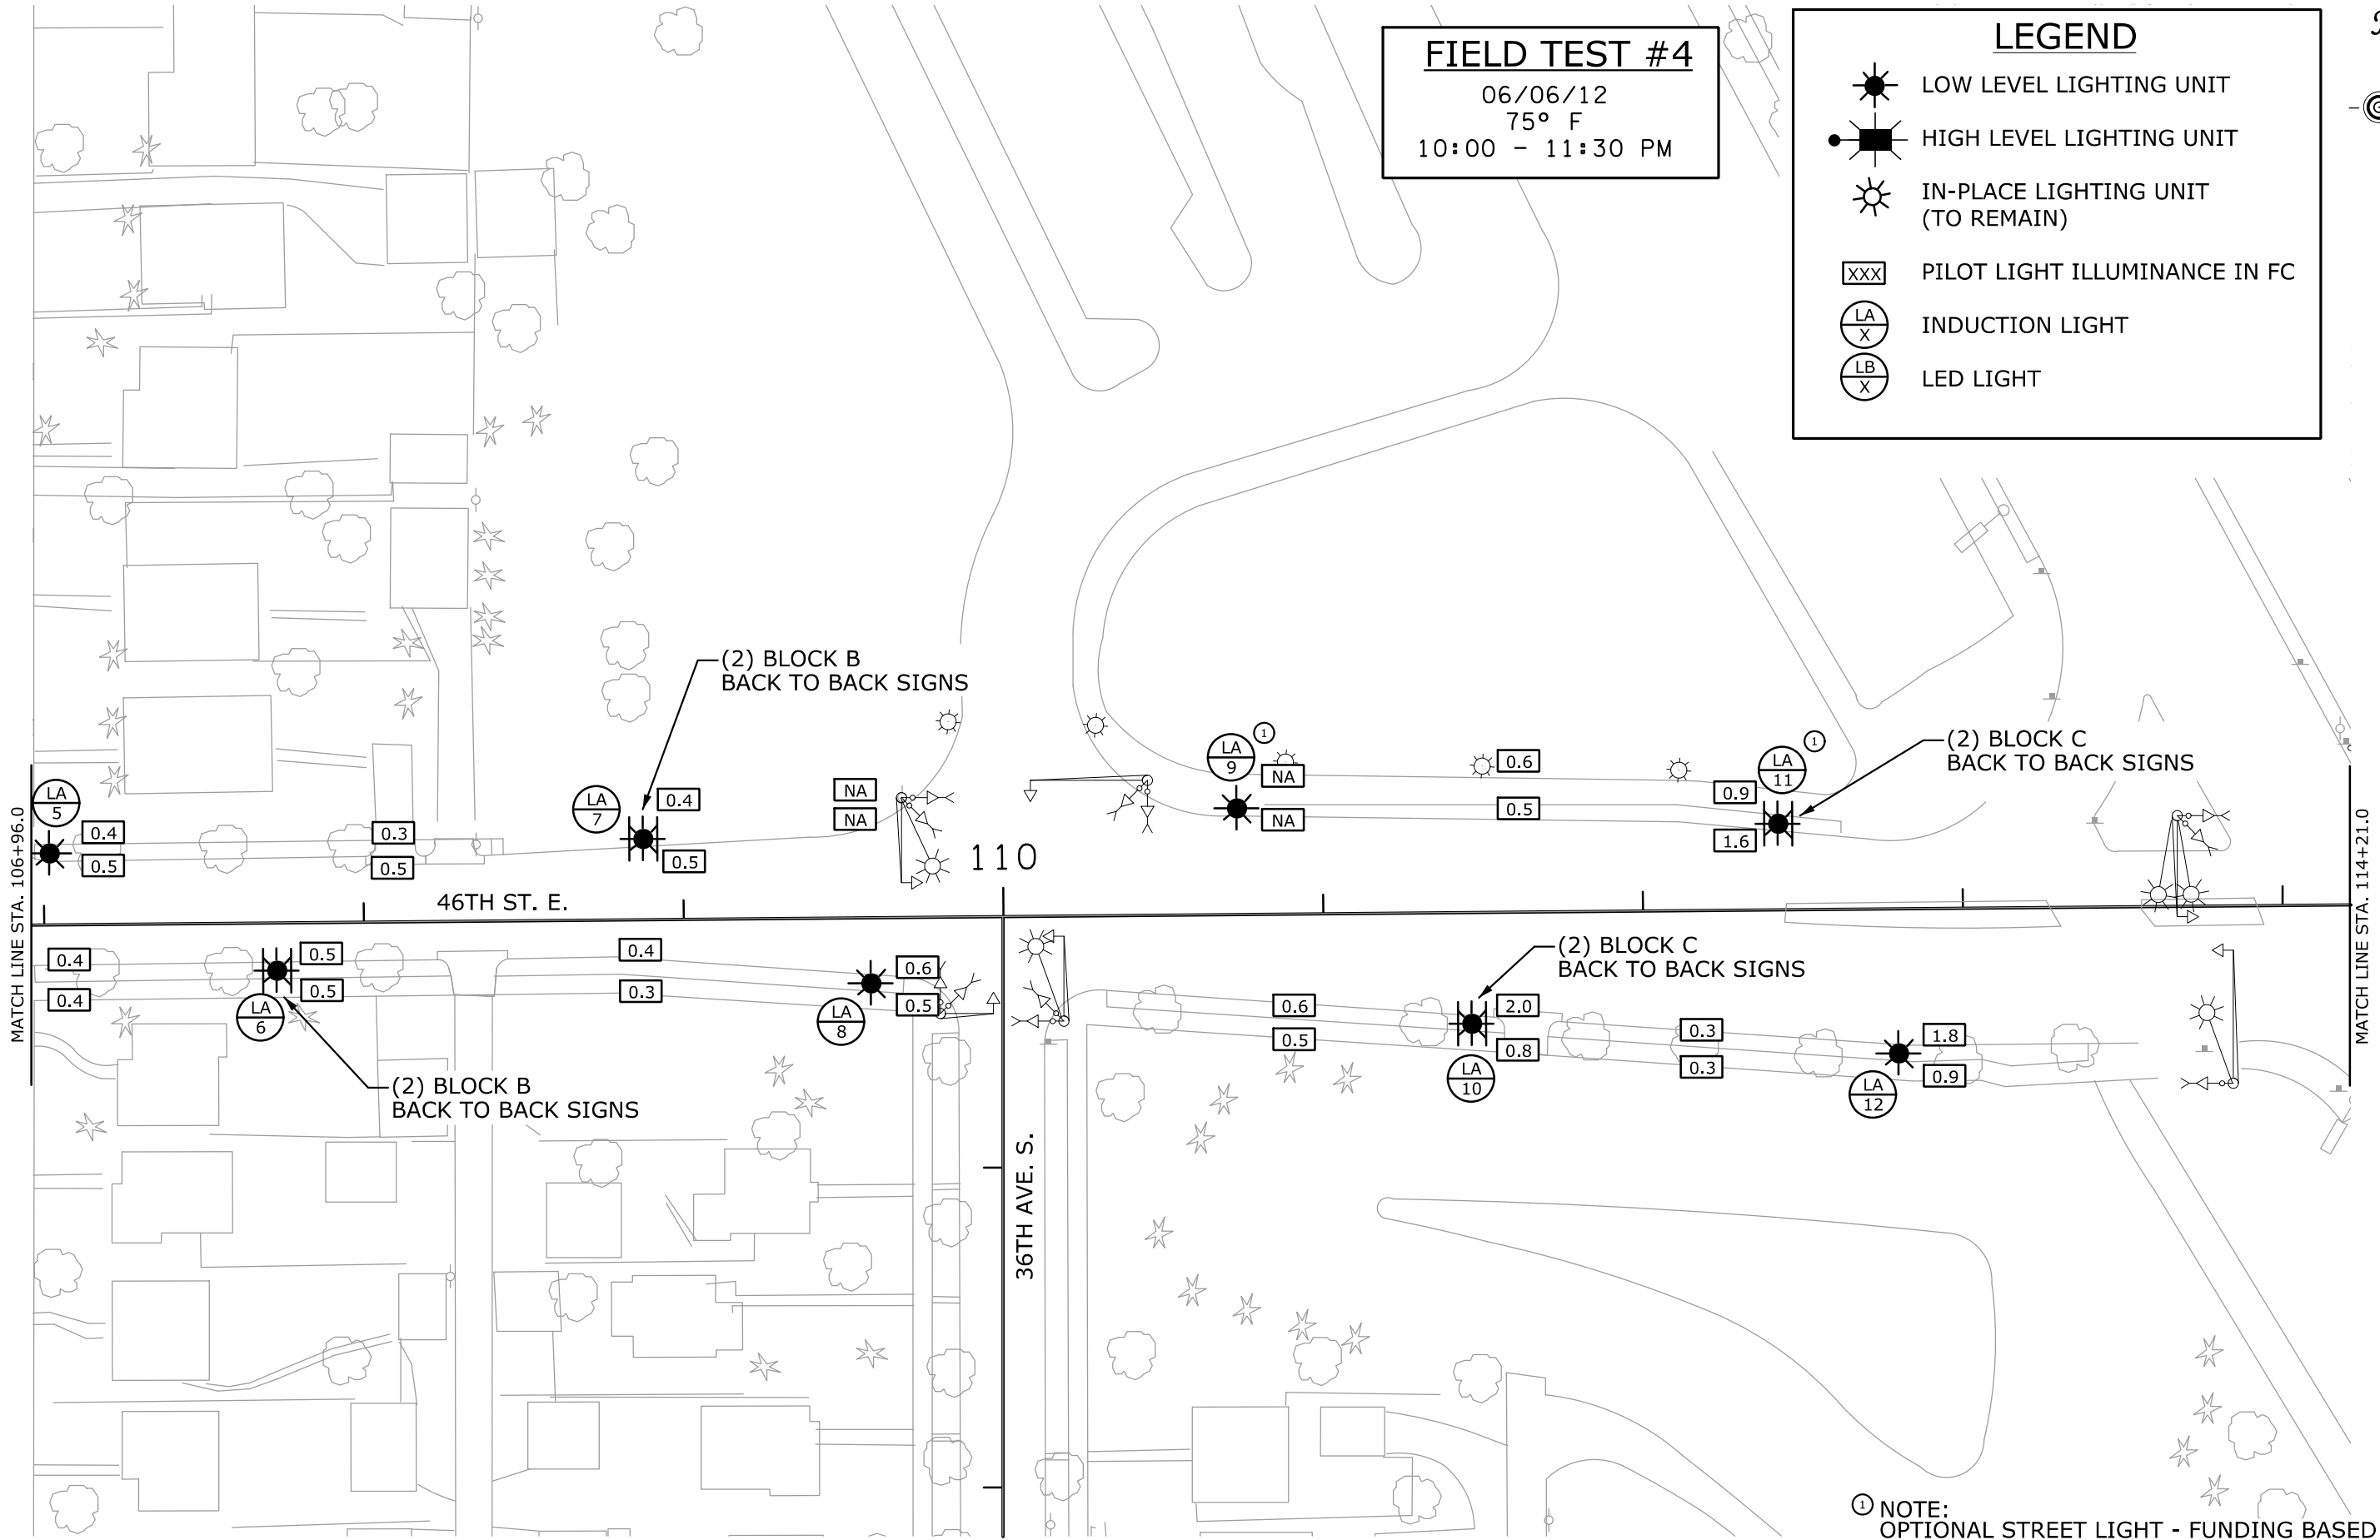 FIELD TEST #4
06/06/12
75° F
10:00 - 11:30 PM
LEGEND
LOW LEVEL LIGHTING UNIT
HIGH LEVEL LIGHTING UNIT
IN-PLACE LIGHTING UNIT
(TO REMAIN)
XXX PILOT LIGHT ILLUMINANCE IN FC
LA
X
INDUCTION LIGHT
LB
X
LED LIGHT
(2) BLOCK B
BACK TO BACK SIGNS
(2) BLOCK C
BACK TO BACK SIGNS
LA
5
0.4
0.5
0.3
0.5
LA
7
0.4
0.5
NA
NA
LA
9
1
NA
NA
0.6
0.5
0.9
1.6
LA
11
1
MATCH LINE STA. 106+96.0
46TH ST. E.
110
MATCH LINE STA. 114+21.0
0.4
0.4
0.5
0.5
LA
6
0.4
0.3
LA
8
0.6
0.5
(2) BLOCK B
BACK TO BACK SIGNS
(2) BLOCK C
BACK TO BACK SIGNS
0.6
0.5
2.0
0.8
LA
10
0.3
0.3
1.8
0.9
LA
12
36TH AVE. S.
1 NOTE:
OPTIONAL STREET LIGHT - FUNDING BASED